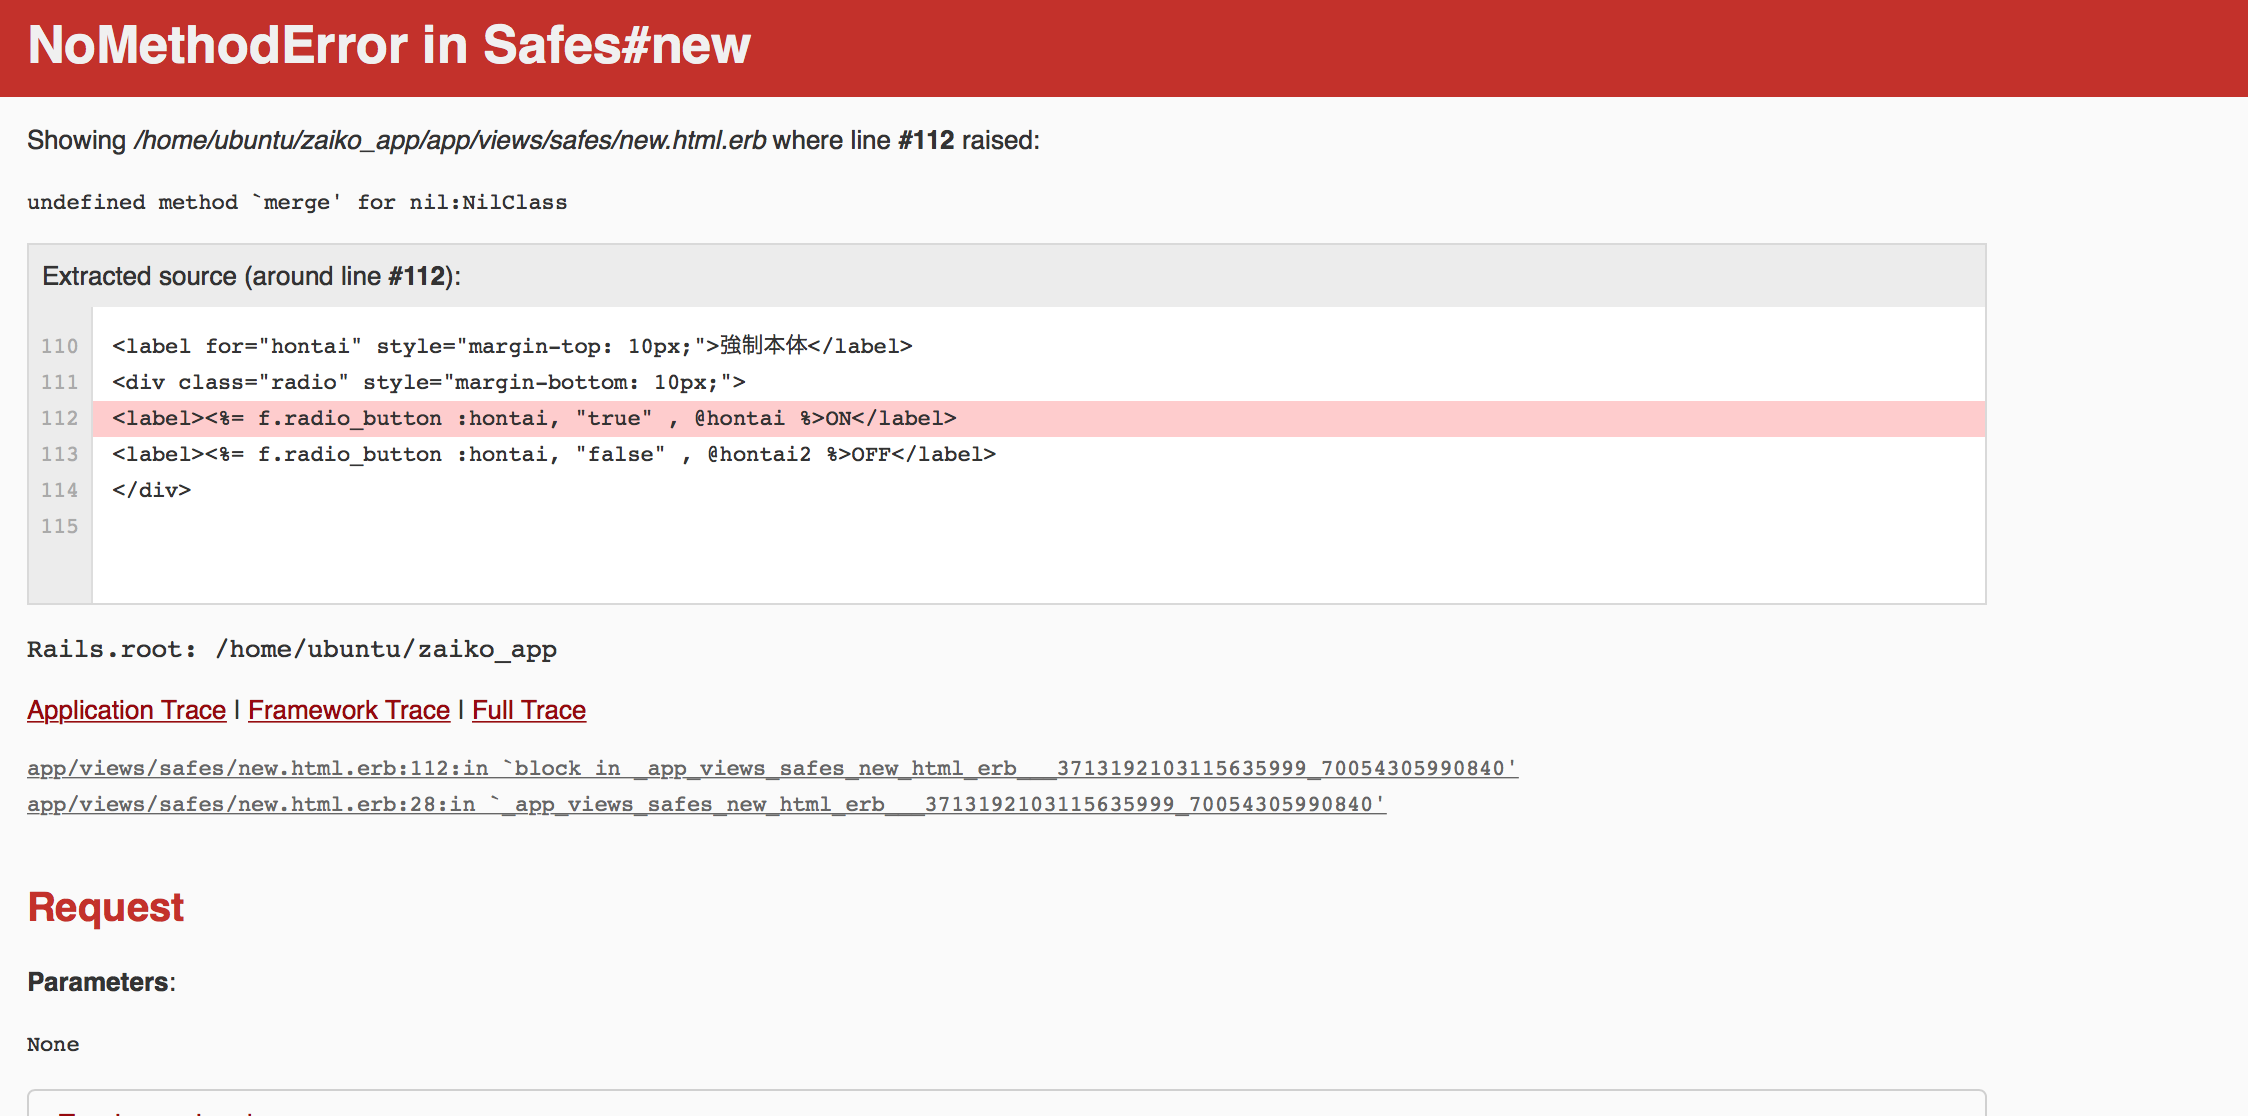 NoMethodError in Safes#new
Showing /home/ubuntu/zaiko_app/app/views/safes/new.html.erb where line #112 raised:
undefined method `merge' for nil:NilClass
Extracted source (around line #112):
110 <label for="hontai" style="margin-top: 10px;">強制本体</label>
111 <div class="radio" style="margin-bottom: 10px;">
112 <label><%= f.radio_button :hontai, "true" , @hontai %>ON</label>
113 <label><%= f.radio_button :hontai, "false" , @hontai2 %>OFF</label>
114 </div>
115
Rails.root: /home/ubuntu/zaiko_app
Application Trace | Framework Trace | Full Trace
app/views/safes/new.html.erb:112:in `block in _app_views_safes_new_html_erb___3713192103115635999_70054305990840'
app/views/safes/new.html.erb:28:in `_app_views_safes_new_html_erb___3713192103115635999_70054305990840'
Request
Parameters:
None